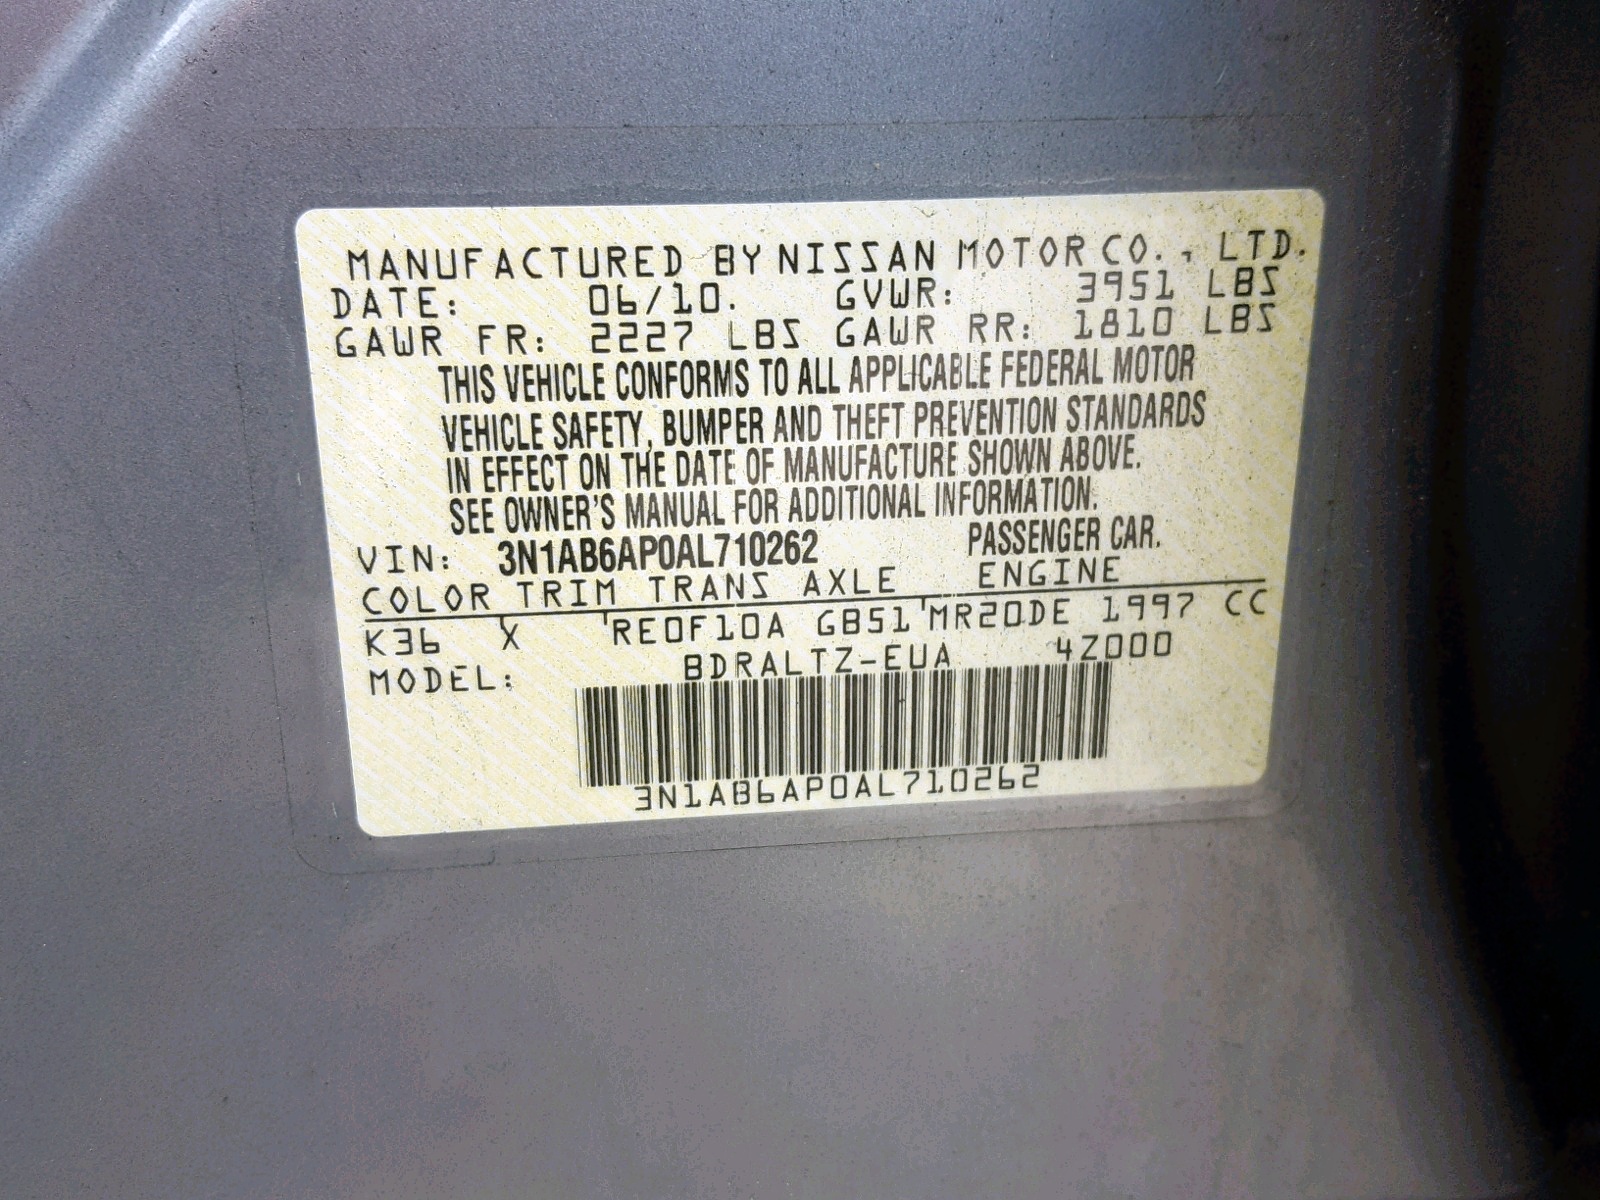 MANUFACTURED BY NISSAN MOTOR CO., LTD.
DATE: 06/10. GVWR: 3951 LBS
GAWR FR: 2227 LBS GAWR RR: 1810 LBS
THIS VEHICLE CONFORMS TO ALL APPLICABLE FEDERAL MOTOR
VEHICLE SAFETY, BUMPER AND THEFT PREVENTION STANDARDS
IN EFFECT ON THE DATE OF MANUFACTURE SHOWN ABOVE.
SEE OWNER'S MANUAL FOR ADDITIONAL INFORMATION.
VIN: 3N1AB6AP0AL710262 PASSENGER CAR.
COLOR TRIM TRANS AXLE ENGINE
K36 X RE0F10A GB51 MR20DE 1997 CC
MODEL: BDRALTZ-EUA 4Z000
3N1AB6AP0AL710262